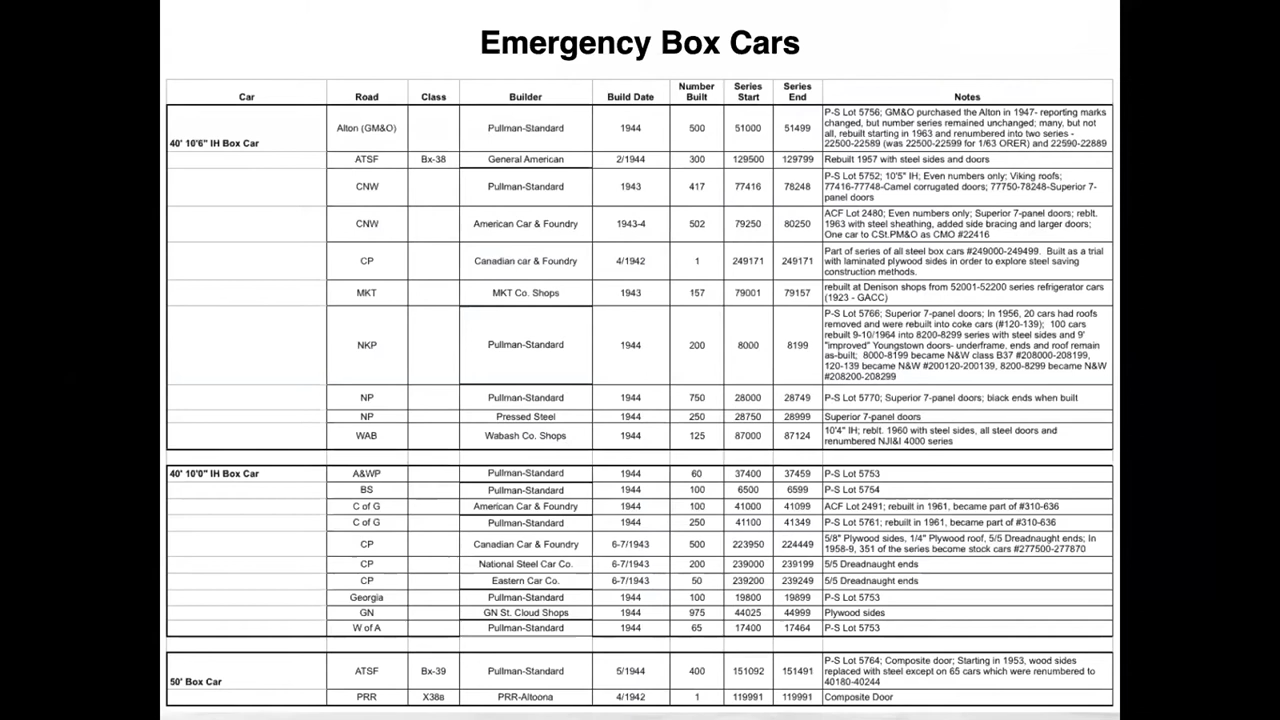 Emergency Box Cars
Car Road Class Builder Build Date Number Built Series Start Series End Notes
40' 10'6" IH Box Car
Alton (GM&O) Pullman-Standard 1944 500 51000 51499 P-S Lot 5756; GM&O purchased the Alton in 1947- reporting marks
changed, but number series remained unchanged; many, but not
all, rebuilt starting in 1963 and renumbered into two series -
22500-22589 (was 22500-22599 for 1/63 ORER) and 22590-22889
ATSF Bx-38 General American 2/1944 300 129500 129799 Rebuilt 1957 with steel sides and doors
CNW Pullman-Standard 1943 417 77416 78248 P-S Lot 5752; 10'5" IH; Even numbers only; Viking roofs;
77416-77748-Camel corrugated doors; 77750-78248-Superior 7-
panel doors
CNW American Car & Foundry 1943-4 502 79250 80250 ACF Lot 2480; Even numbers only; Superior 7-panel doors; reblt.
1963 with steel sheathing, added side bracing and larger doors;
One car to CSt.PM&O as CMO #22416
CP Canadian car & Foundry 4/1942 1 249171 249171 Part of series of all steel box cars #249000-249499. Built as a trial
with laminated plywood sides in order to explore steel saving
construction methods.
MKT MKT Co. Shops 1943 157 79001 79157 rebuilt at Denison shops from 52001-52200 series refrigerator cars
(1923 - GACC)
NKP Pullman-Standard 1944 200 8000 8199 P-S Lot 5766; Superior 7-panel doors; In 1956, 20 cars had roofs
removed and were rebuilt into coke cars (#120-139); 100 cars
rebuilt 9-10/1964 into 8200-8299 series with steel sides and 9'
"improved" Youngstown doors- underframe, ends and roof remain
as-built; 8000-8199 became N&W class B37 #208000-208199,
120-139 became N&W #200120-200139, 8200-8299 became N&W
#208200-208299
NP Pullman-Standard 1944 750 28000 28749 P-S Lot 5770; Superior 7-panel doors; black ends when built
NP Pressed Steel 1944 250 28750 28999 Superior 7-panel doors
WAB Wabash Co. Shops 1944 125 87000 87124 10'4" IH; reblt. 1960 with steel sides, all steel doors and
renumbered NJI&I 4000 series
40' 10'0" IH Box Car A&WP Pullman-Standard 1944 60 37400 37459 P-S Lot 5753
BS Pullman-Standard 1944 100 6500 6599 P-S Lot 5754
C of G American Car & Foundry 1944 100 41000 41099 ACF Lot 2491; rebuilt in 1961, became part of #310-636
C of G Pullman-Standard 1944 250 41100 41349 P-S Lot 5761; rebuilt in 1961, became part of #310-636
CP Canadian Car & Foundry 6-7/1943 500 223950 224449 5/8" Plywood sides, 1/4" Plywood roof, 5/5 Dreadnaught ends; In
1958-9, 351 of the series become stock cars #277500-277870
CP National Steel Car Co. 6-7/1943 200 239000 239199 5/5 Dreadnaught ends
CP Eastern Car Co. 6-7/1943 50 239200 239249 5/5 Dreadnaught ends
Georgia Pullman-Standard 1944 100 19800 19899 P-S Lot 5753
GN GN St. Cloud Shops 1944 975 44025 44999 Plywood sides
W of A Pullman-Standard 1944 65 17400 17464 P-S Lot 5753
50' Box Car
ATSF Bx-39 Pullman-Standard 5/1944 400 151092 151491 P-S Lot 5764; Composite door; Starting in 1953, wood sides
replaced with steel except on 65 cars which were renumbered to
40180-40244
PRR X38a PRR-Altoona 4/1942 1 119991 119991 Composite Door